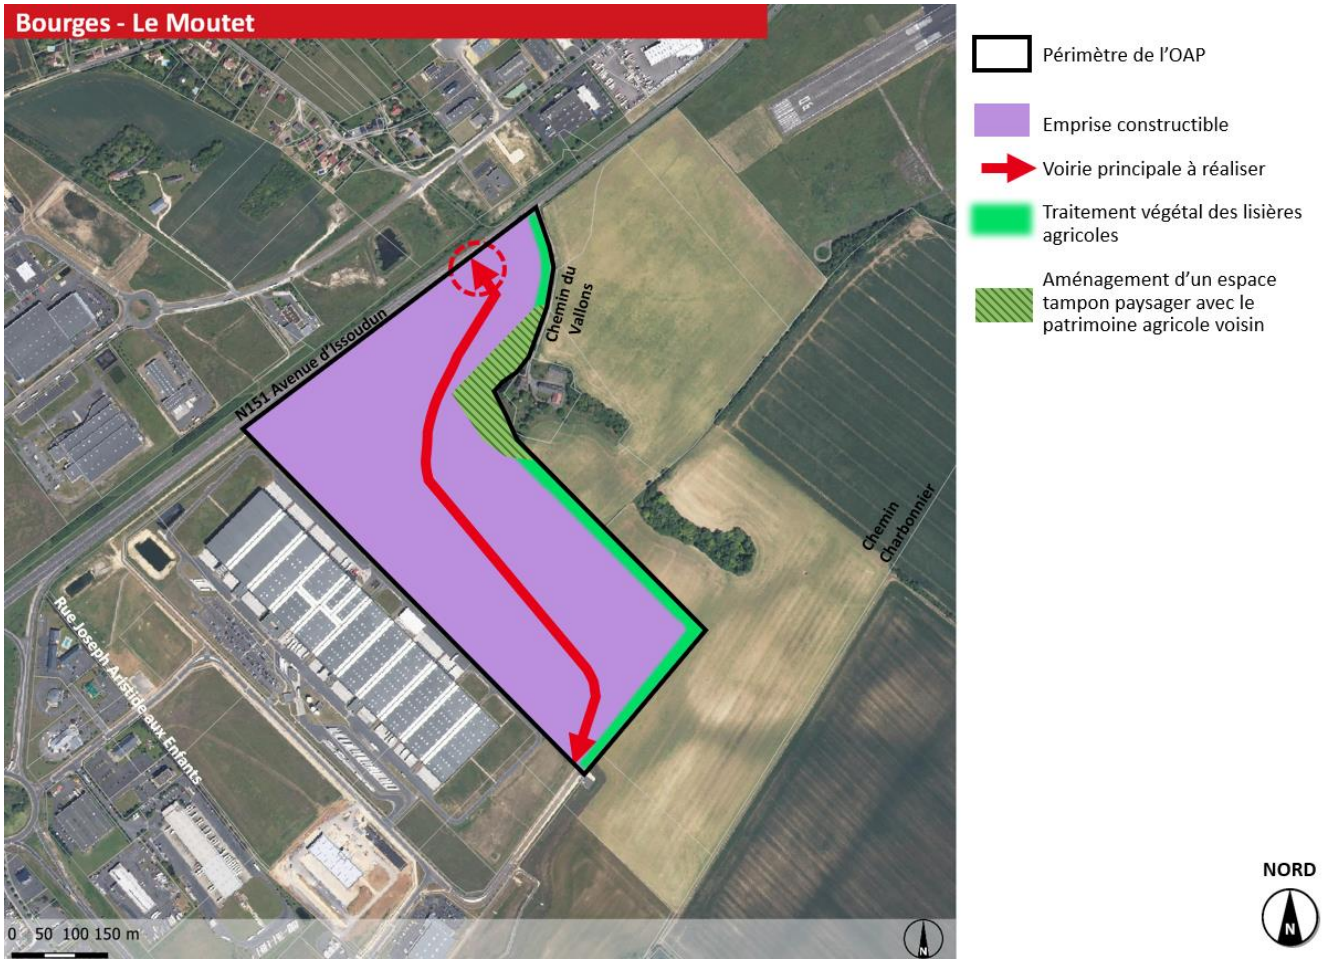 Bourges - Le Moutet
Périmètre de l'OAP
Emprise constructible
Voirie principale à réaliser
Traitement végétal des lisières
agricoles
Aménagement d'un espace
tampon paysager avec le
patrimoine agricole voisin
N151 Avenue d'Issoudun
Chemin du
Vallons
Chemin
Charbonnier
Rue Joseph Aristide aux Enfants
0 50 100 150 m
N
NORD
N